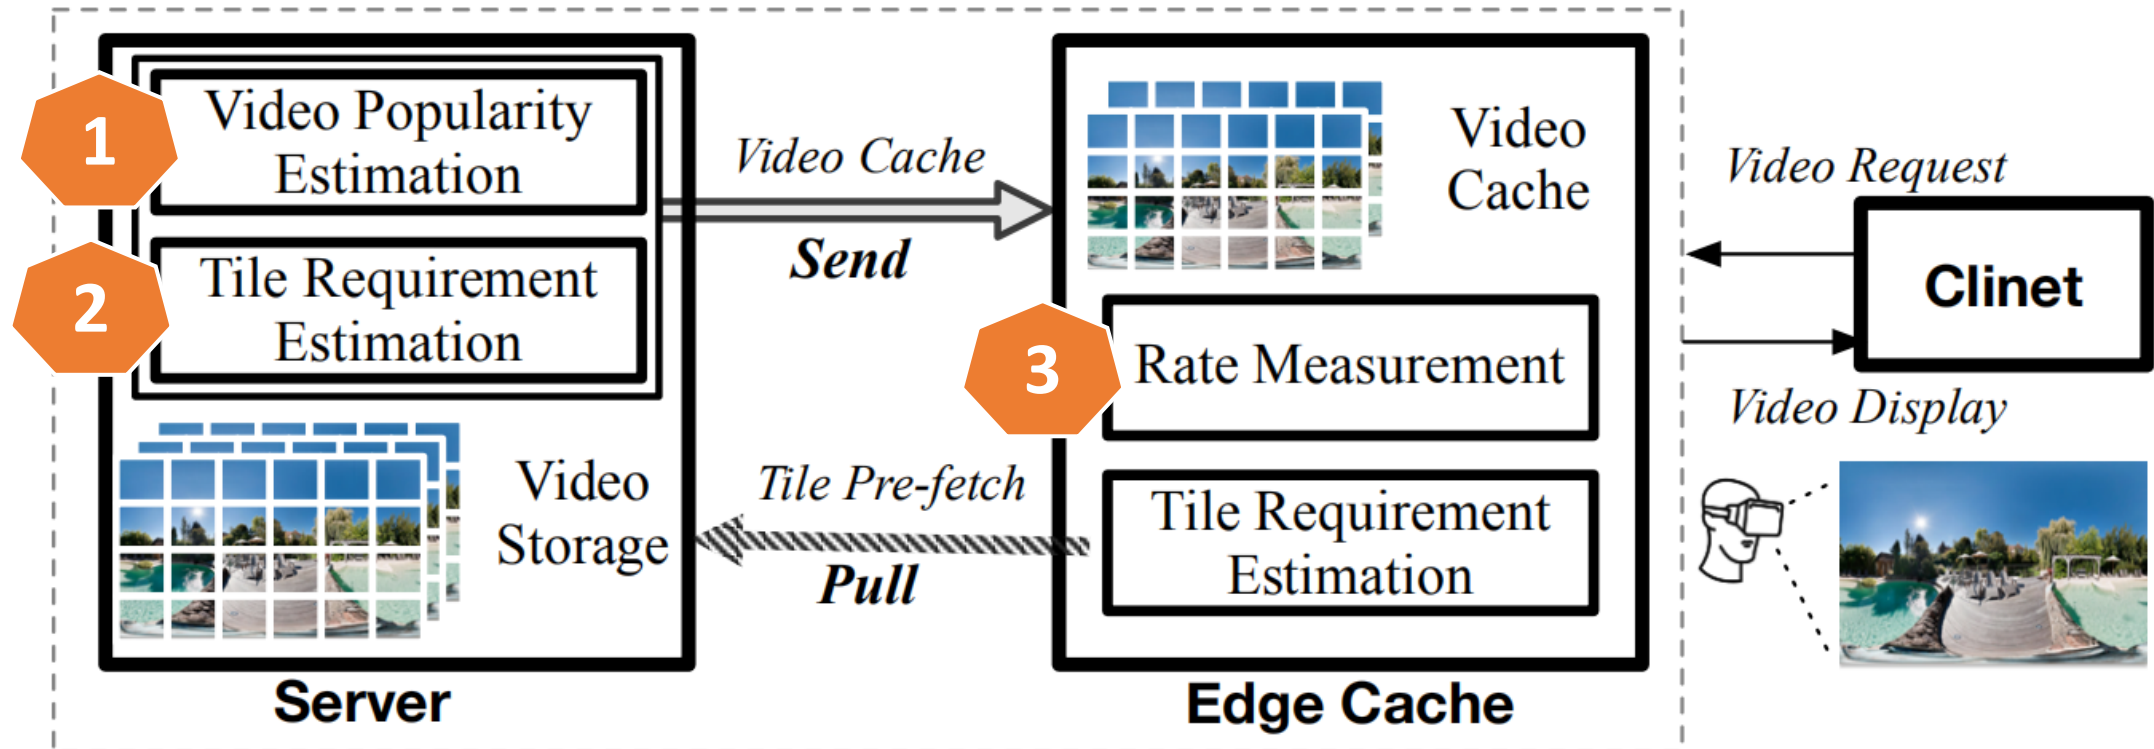 1
Video Popularity
Estimation
2
Tile Requirement
Estimation
Video
Storage
Server
Video Cache
Send
Tile Pre-fetch
Pull
Video
Cache
3
Rate Measurement
Tile Requirement
Estimation
Edge Cache
Video Request
Clinet
Video Display